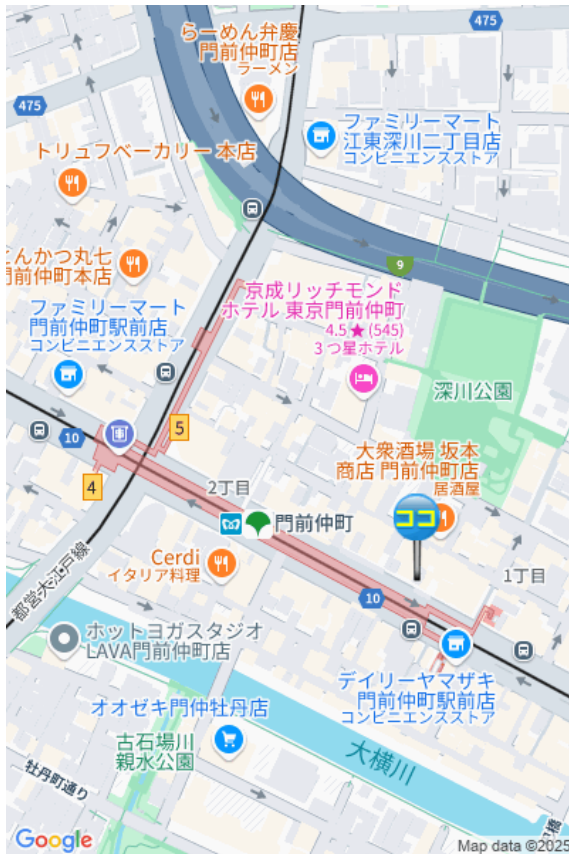 475
らーめん弁慶
門前仲町店
ラーメン
475
ファミリーマート
江東深川二丁目店
コンビニエンスストア
トリュフベーカリー 本店
とんかつ丸七
門前仲町本店
9
京成リッチモンド
ホテル 東京門前仲町
4.5★(545)
3 つ星ホテル
ファミリーマート
門前仲町駅前店
コンビニエンスストア
深川公園
10
5
大衆酒場 坂本
商店 門前仲町店
居酒屋
4
2丁目
門前仲町
ココ
Cerdi
イタリア料理
1丁目
都営大江戸線
10
ホットヨガスタジオ
LAVA門前仲町店
デイリーヤマザキ
門前仲町駅前店
コンビニエンスストア
オオゼキ門仲牡丹店
古石場川
親水公園
大横川
牡丹町通り
Google
Map data ©2025